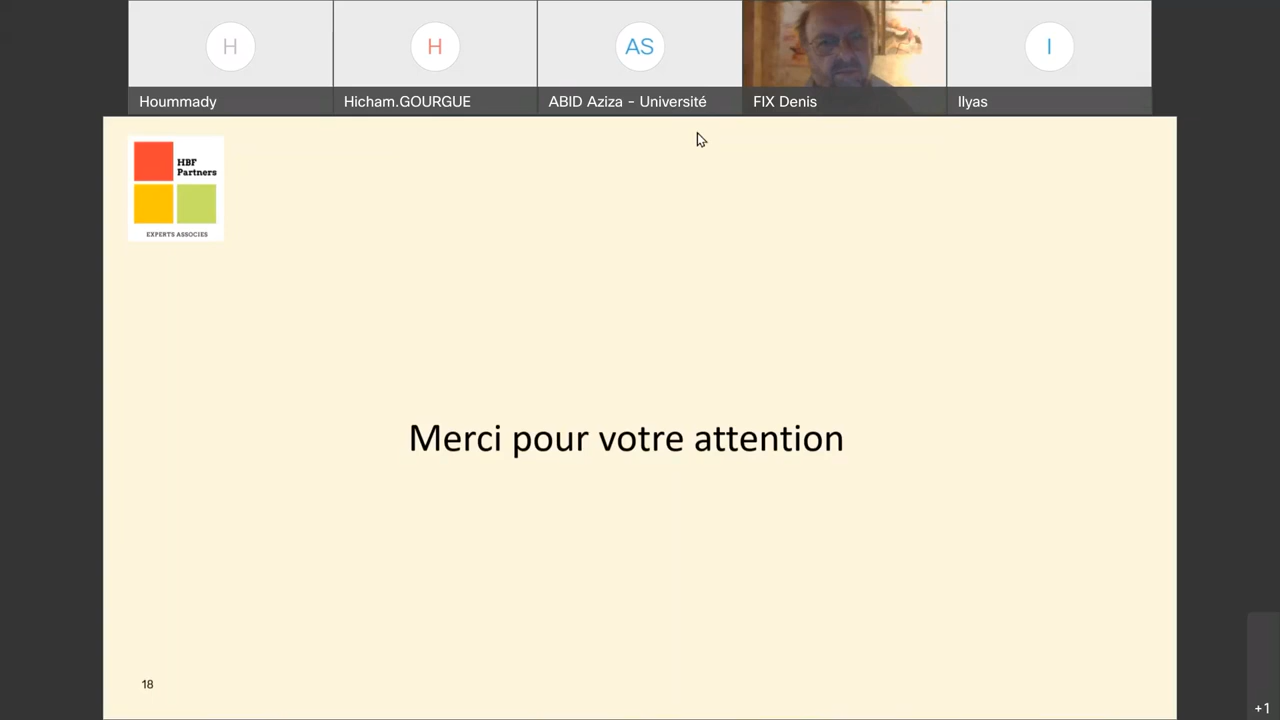 H
H
AS
I
Hoummady
Hicham.GOURGUE
ABID Aziza - Université
FIX Denis
Ilyas
HBF
Partners
EXPERTS ASSOCIES
Merci pour votre attention
18
+1